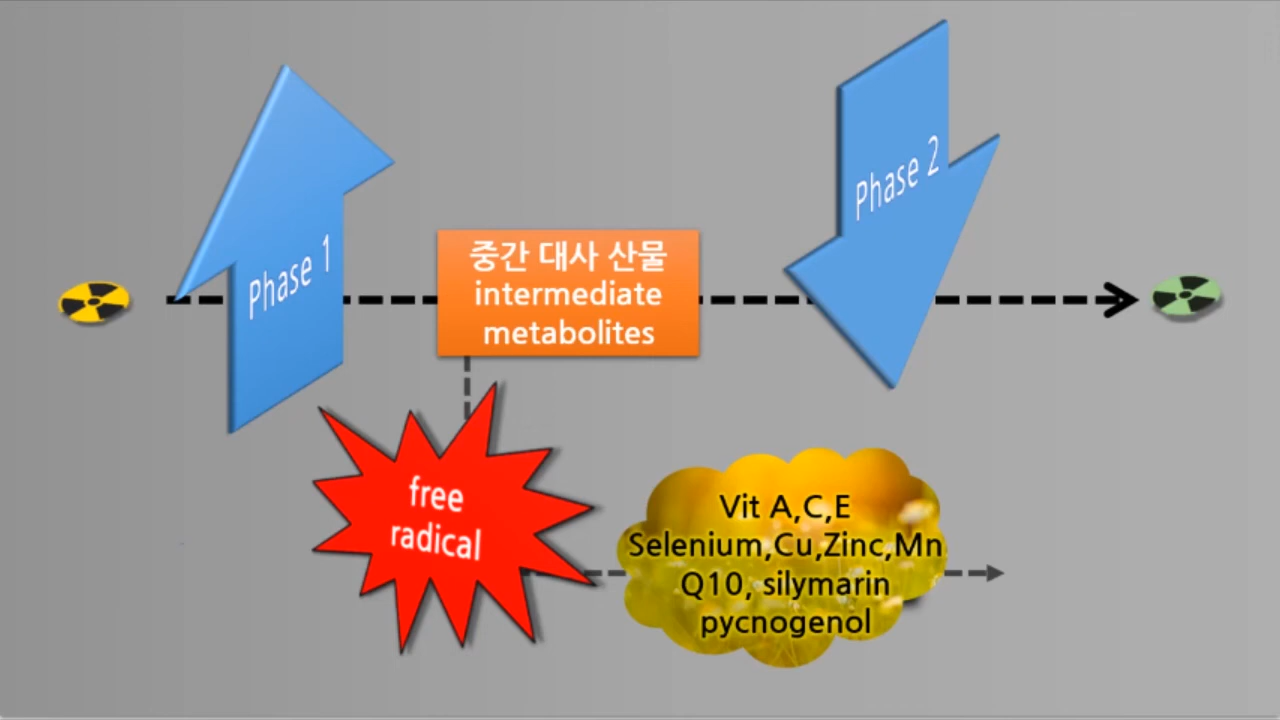 Phase 1
Phase 2
중간 대사 산물
intermediate
metabolites
free
radical
Vit A,C,E
Selenium,Cu,Zinc,Mn
Q10, silymarin
pycnogenol